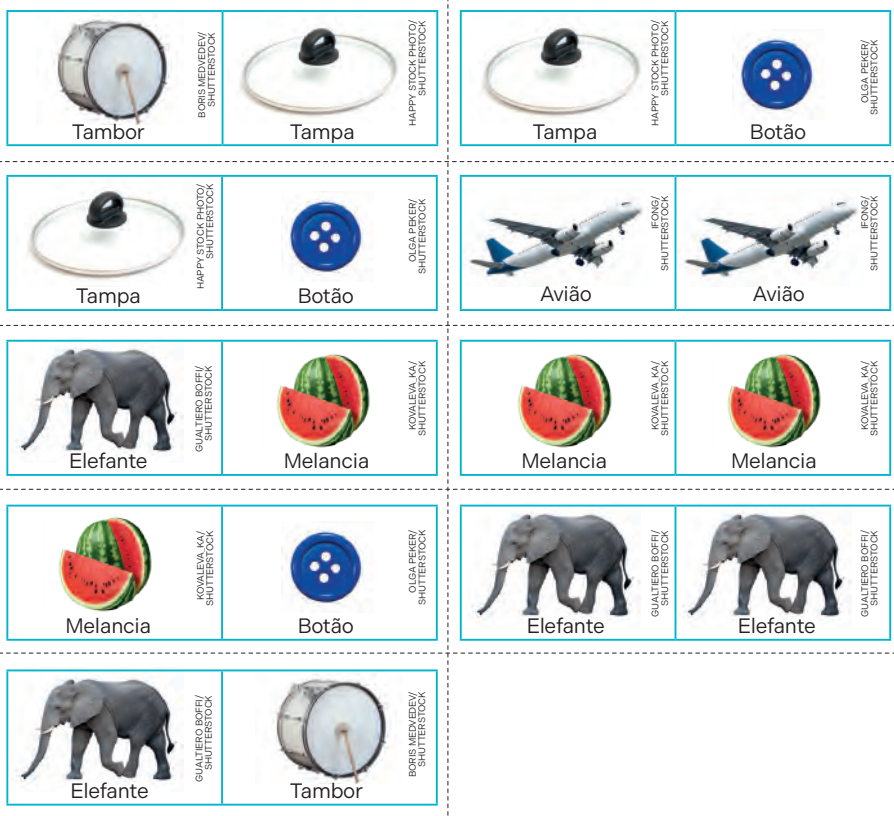 BORIS MEDVEDEV/
SHUTTERSTOCK
Tambor
HAPPY STOCK PHOTO/
SHUTTERSTOCK
Tampa
HAPPY STOCK PHOTO/
SHUTTERSTOCK
Tampa
OLGA PEKER/
SHUTTERSTOCK
Botão
HAPPY STOCK PHOTO/
SHUTTERSTOCK
Tampa
OLGA PEKER/
SHUTTERSTOCK
Botão
IFONG/
SHUTTERSTOCK
Avião
IFONG/
SHUTTERSTOCK
Avião
GUALTIERO BOFFI/
SHUTTERSTOCK
Elefante
KOVALEVA_KA/
SHUTTERSTOCK
Melancia
KOVALEVA_KA/
SHUTTERSTOCK
Melancia
KOVALEVA_KA/
SHUTTERSTOCK
Melancia
KOVALEVA_KA/
SHUTTERSTOCK
Melancia
OLGA PEKER/
SHUTTERSTOCK
Botão
GUALTIERO BOFFI/
SHUTTERSTOCK
Elefante
GUALTIERO BOFFI/
SHUTTERSTOCK
Elefante
GUALTIERO BOFFI/
SHUTTERSTOCK
Elefante
BORIS MEDVEDEV/
SHUTTERSTOCK
Tambor